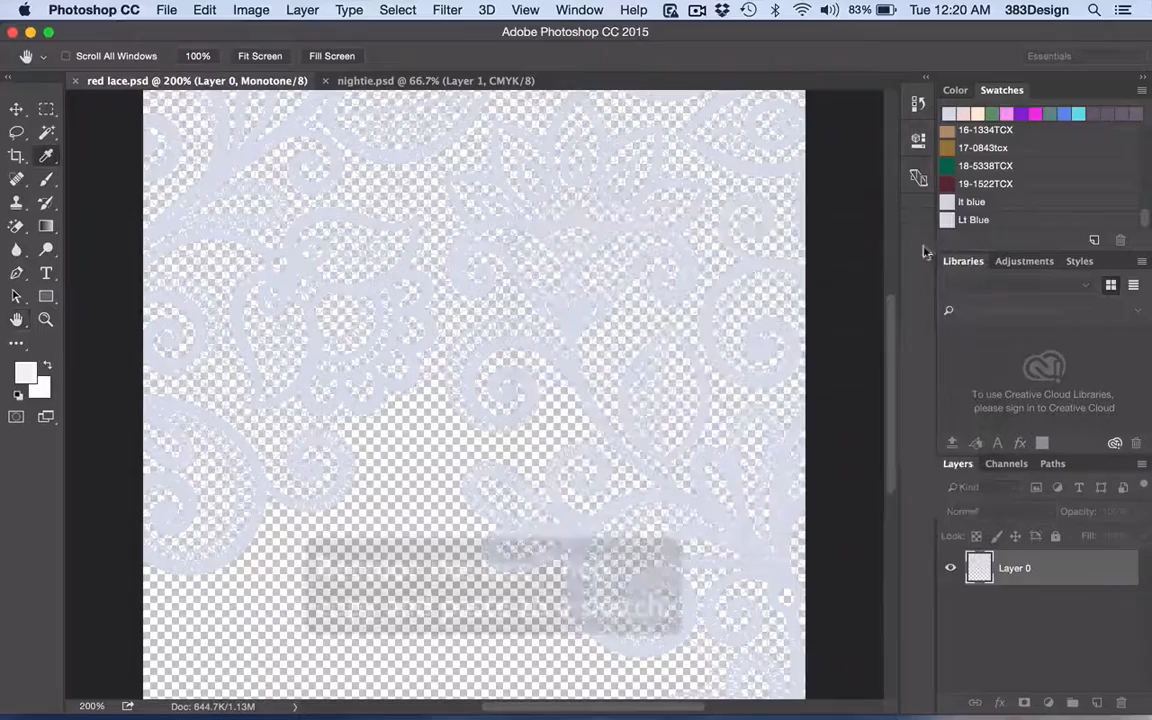 Photoshop CC File Edit Image Layer Type Select Filter 3D View Window Help 83% Tue 12:20 AM 383Design
Adobe Photoshop CC 2015
Scroll All Windows 100% Fit Screen Fill Screen Essentials
red lace.psd @ 200% (Layer 0, Monotone/8) nightie.psd @ 66.7% (Layer 1, CMYK/8)
Color Swatches
16-1334TCX
17-0843tcx
18-5338TCX
19-1522TCX
lt blue
Lt Blue
Libraries Adjustments Styles
To use Creative Cloud Libraries,
please sign in to Creative Cloud
Layers Channels Paths
Kind
Normal Opacity: 100%
Lock: Fill:
Layer 0
200% Doc: 644.7K/1.13M